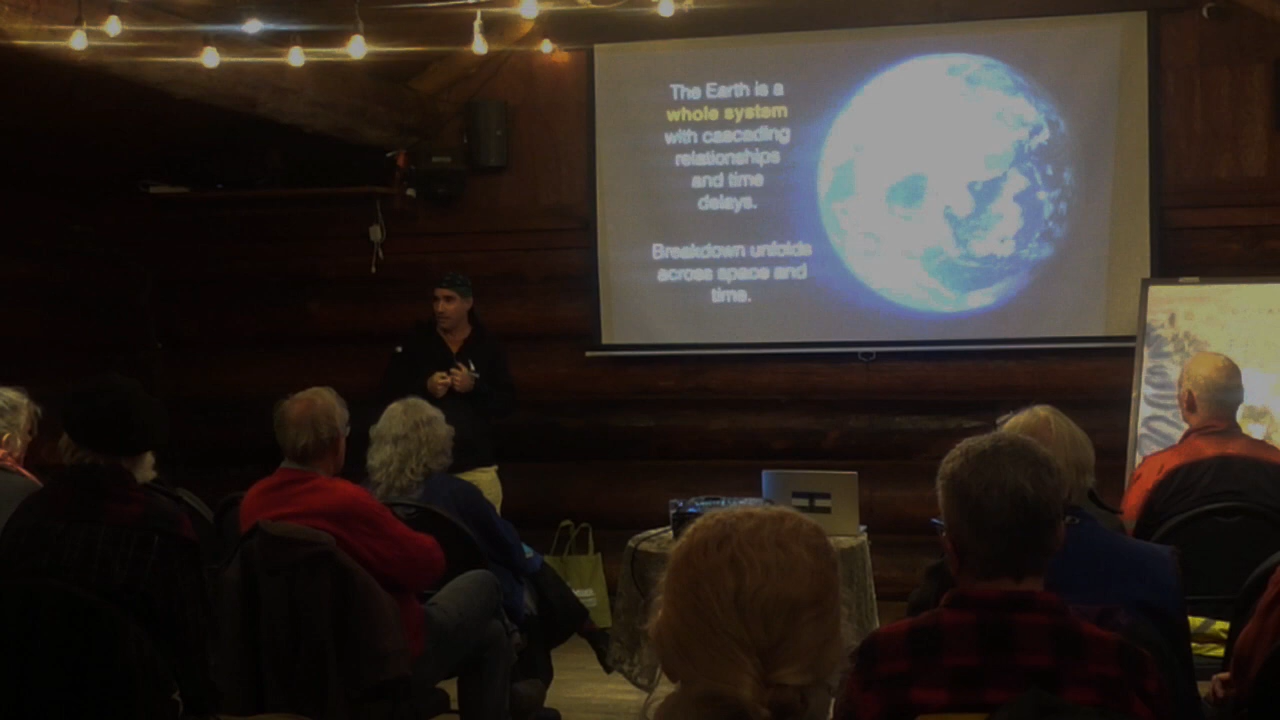 The Earth is a
whole system
with cascading
relationships
and time
delays.
Breakdown unfolds
across space and
time.